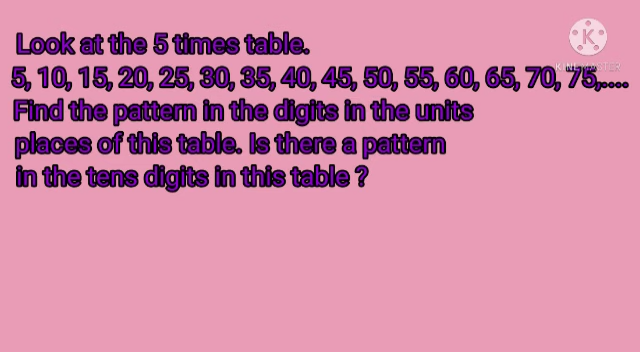 Look at the 5 times table.
5, 10, 15, 20, 25, 30, 35, 40, 45, 50, 55, 60, 65, 70, 75,....
Find the pattern in the digits in the units
places of this table. Is there a pattern
in the tens digits in this table ?
K
KINEMASTER